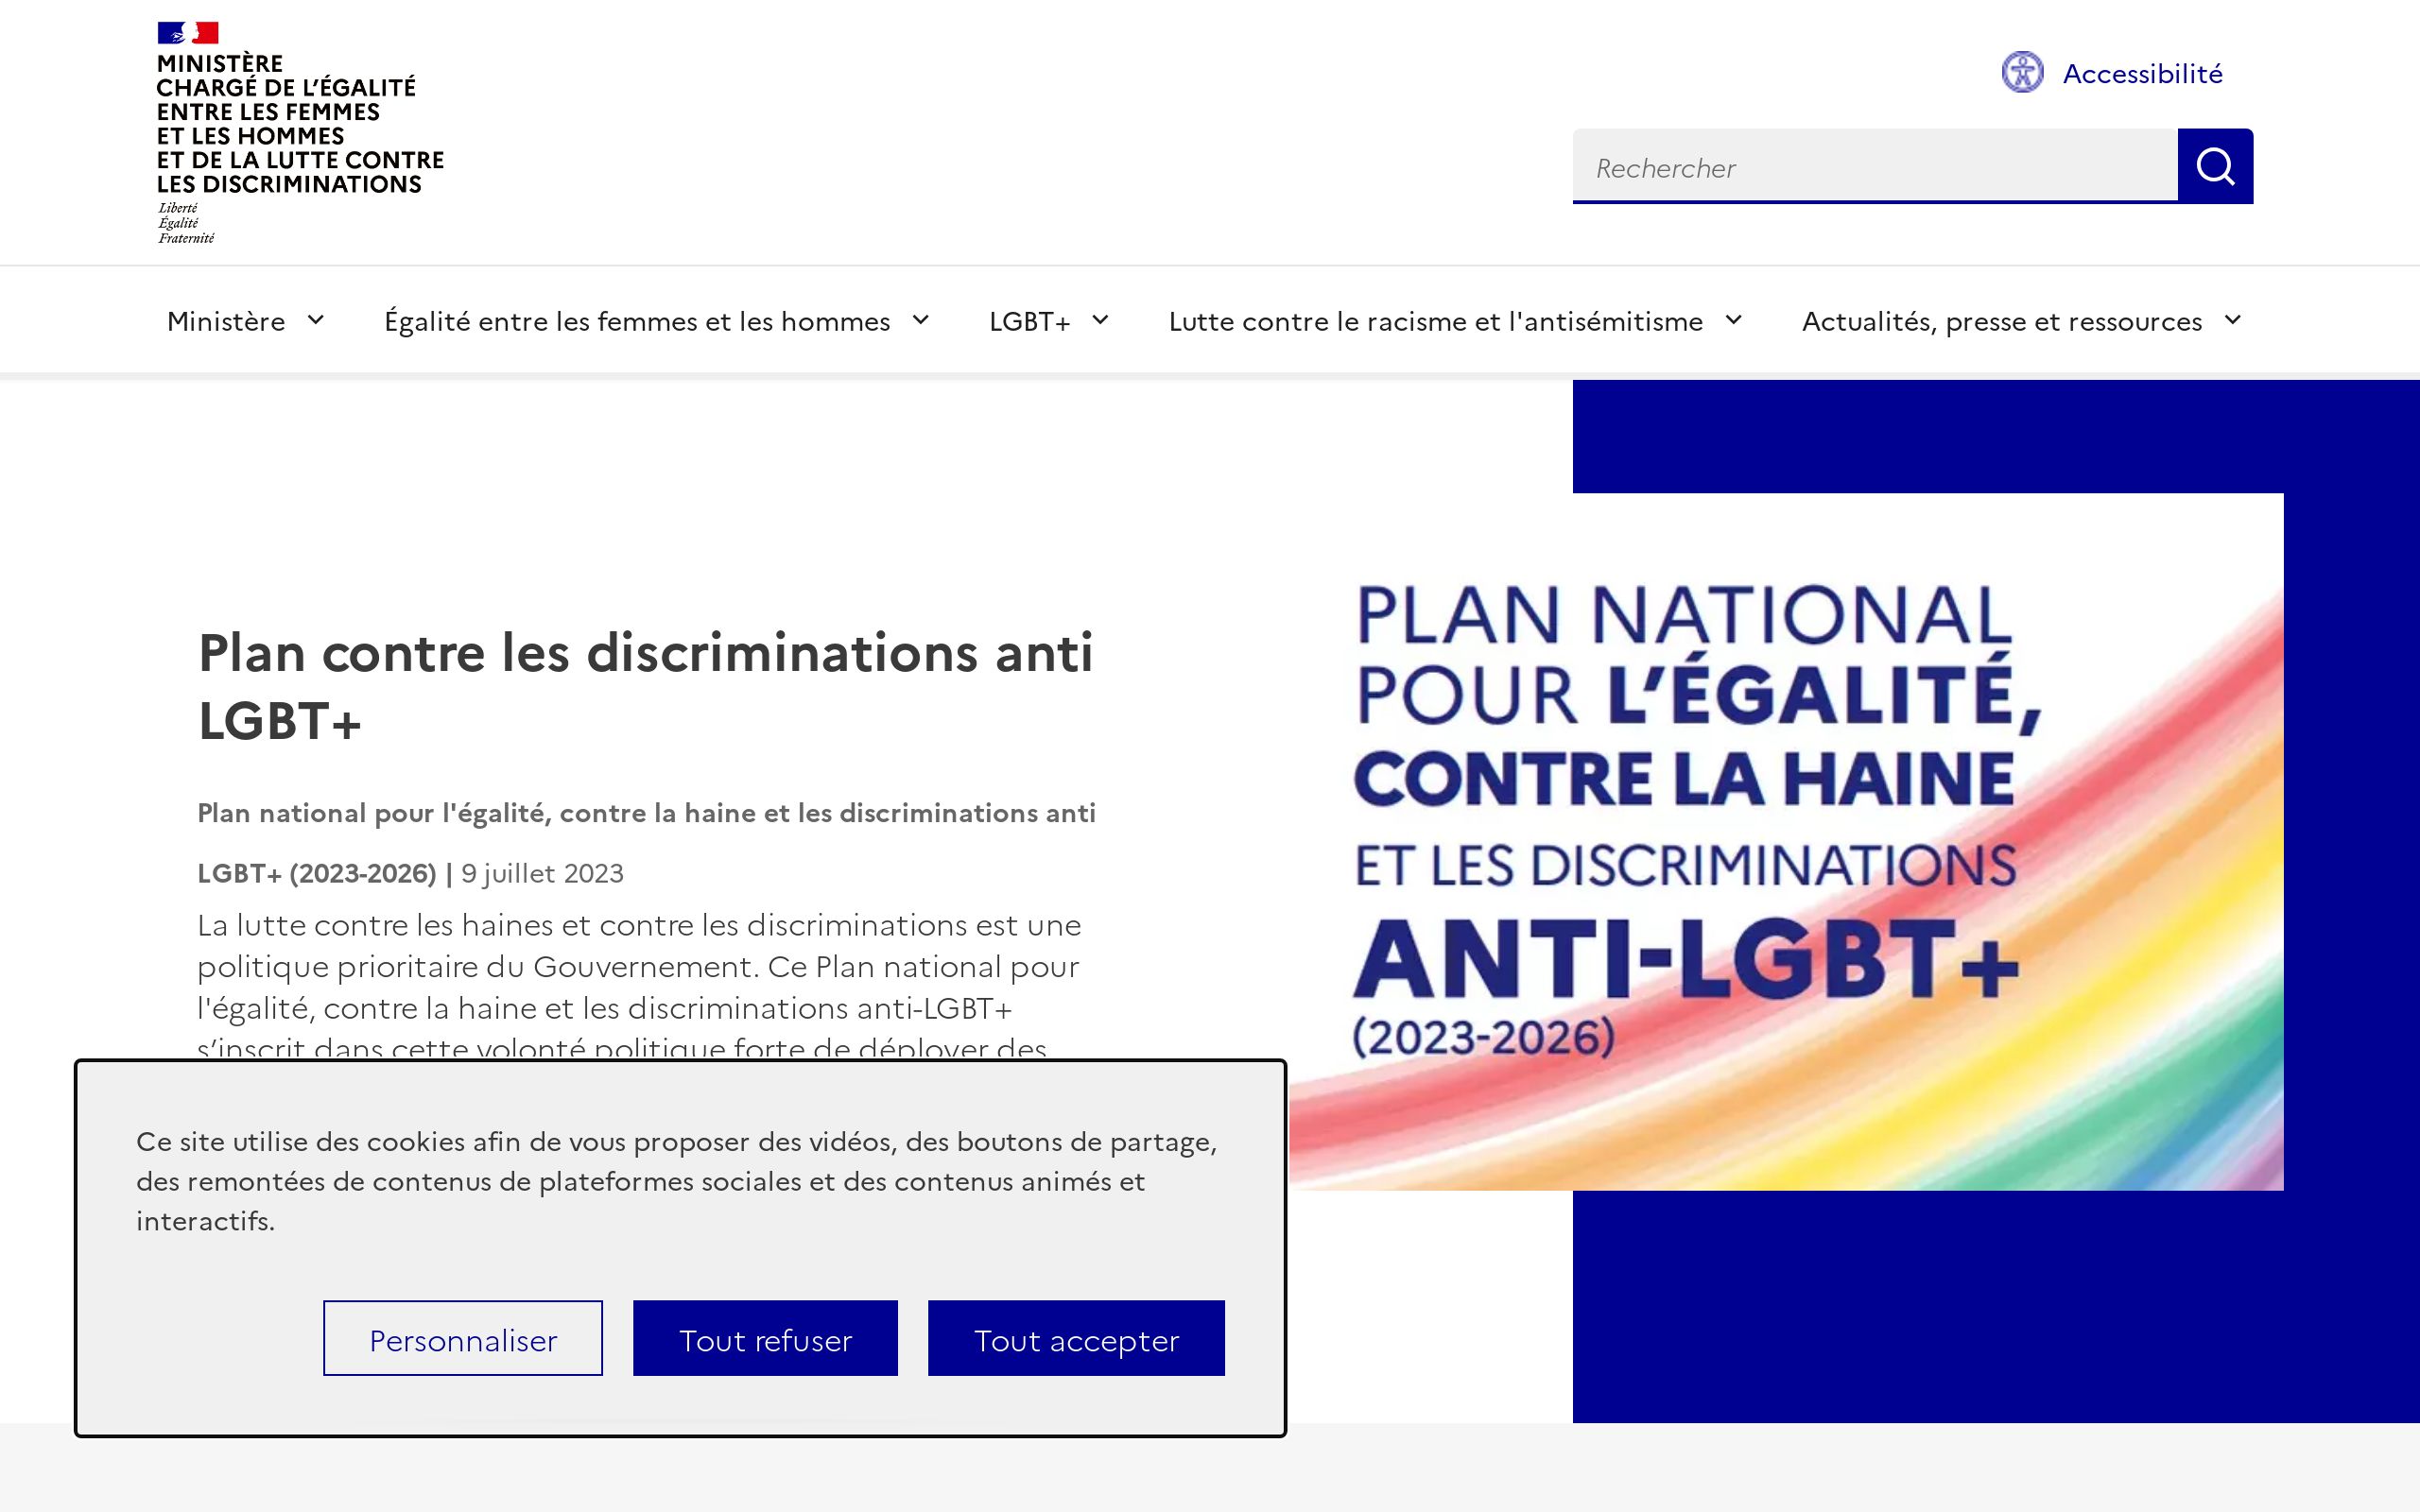 MINISTÈRE
CHARGÉ DE L'ÉGALITÉ
ENTRE LES FEMMES
ET LES HOMMES
ET DE LA LUTTE CONTRE
LES DISCRIMINATIONS
Liberté
Égalité
Fraternité
Accessibilité
Rechercher
Ministère
Égalité entre les femmes et les hommes
LGBT+
Lutte contre le racisme et l'antisémitisme
Actualités, presse et ressources
Plan contre les discriminations anti
LGBT+
Plan national pour l'égalité, contre la haine et les discriminations anti
LGBT+ (2023-2026) | 9 juillet 2023
La lutte contre les haines et contre les discriminations est une
politique prioritaire du Gouvernement. Ce Plan national pour
l'égalité, contre la haine et les discriminations anti-LGBT+
s’inscrit dans cette volonté politique forte de déployer des
PLAN NATIONAL
POUR L’ÉGALITÉ,
CONTRE LA HAINE
ET LES DISCRIMINATIONS
ANTI-LGBT+
(2023-2026)
Ce site utilise des cookies afin de vous proposer des vidéos, des boutons de partage,
des remontées de contenus de plateformes sociales et des contenus animés et
interactifs.
Personnaliser
Tout refuser
Tout accepter